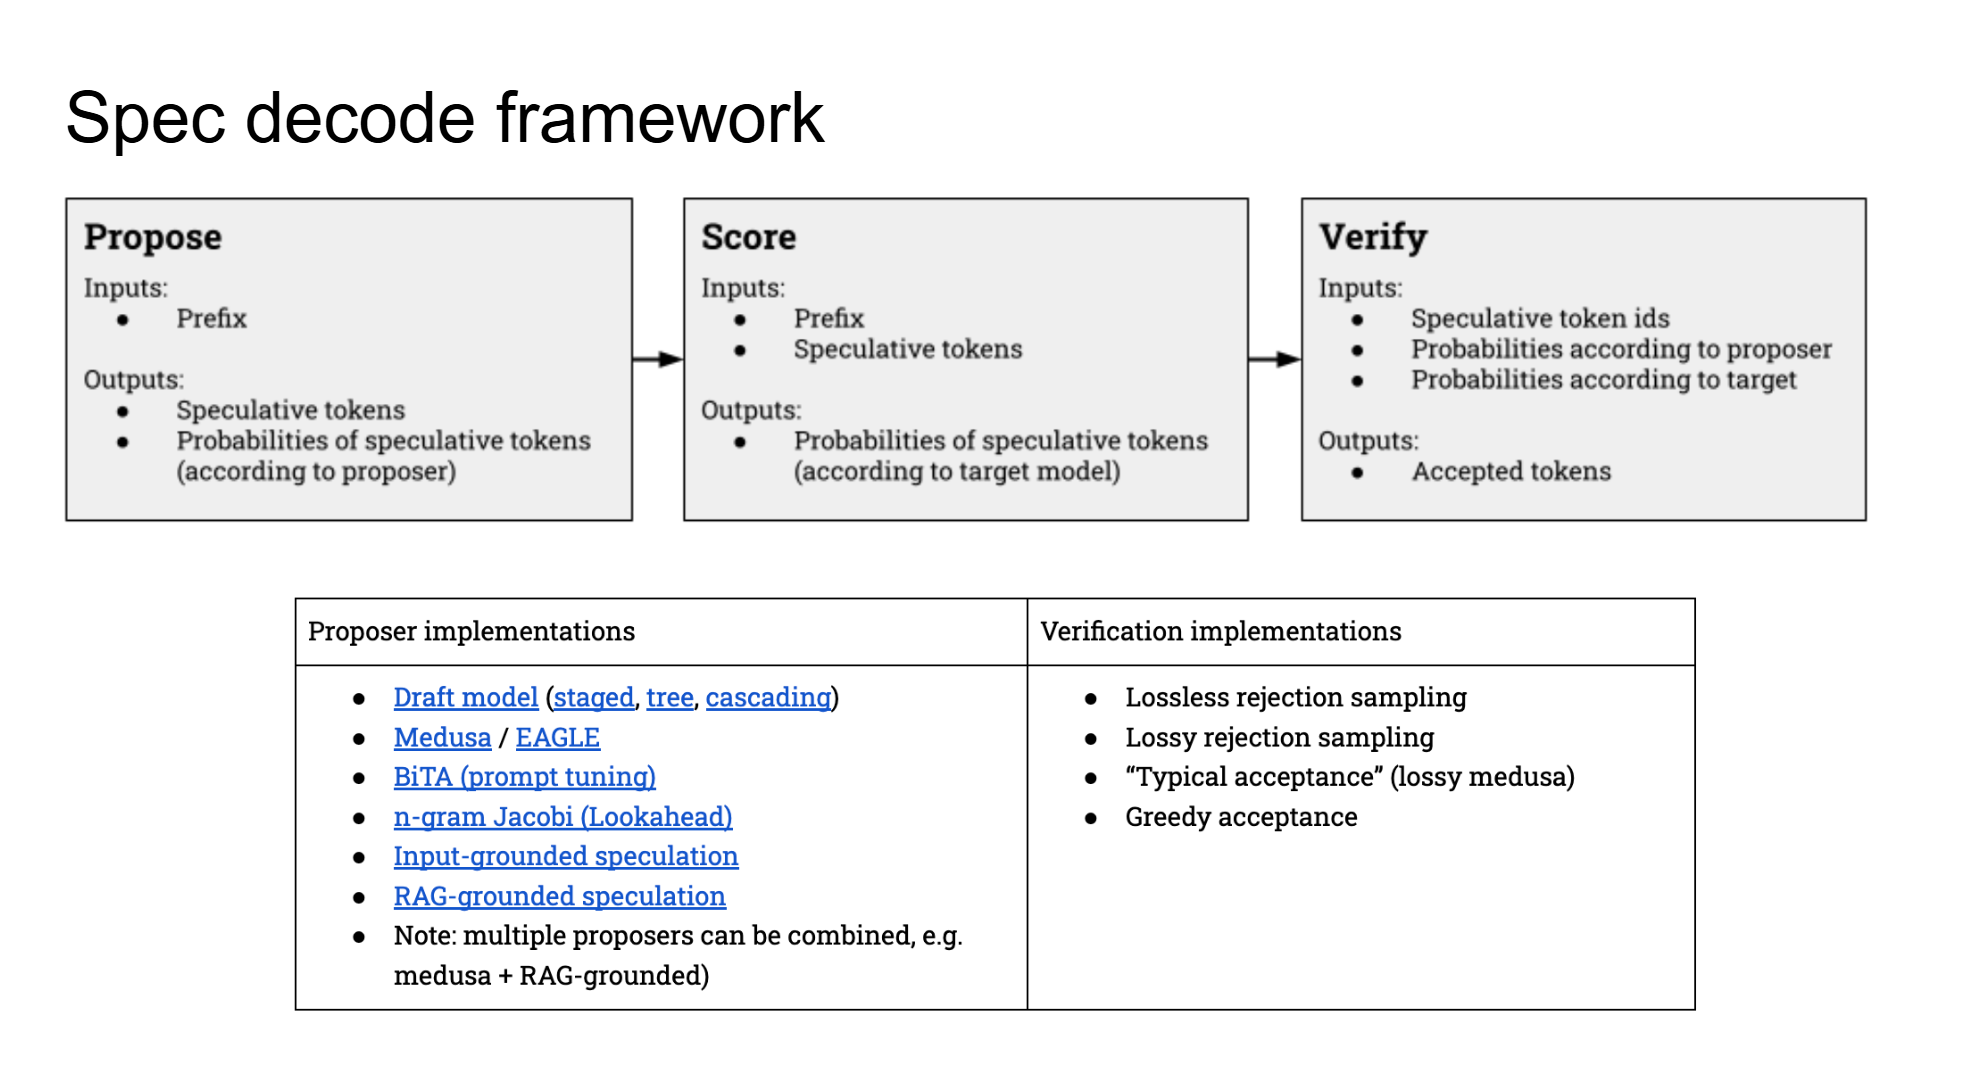 Spec decode framework
Propose
Inputs:
● Prefix
Outputs:
● Speculative tokens
● Probabilities of speculative tokens
(according to proposer)
Score
Inputs:
● Prefix
● Speculative tokens
Outputs:
● Probabilities of speculative tokens
(according to target model)
Verify
Inputs:
● Speculative token ids
● Probabilities according to proposer
● Probabilities according to target
Outputs:
● Accepted tokens
Proposer implementations
● Draft model (staged, tree, cascading)
● Medusa / EAGLE
● BiTA (prompt tuning)
● n-gram Jacobi (Lookahead)
● Input-grounded speculation
● RAG-grounded speculation
● Note: multiple proposers can be combined, e.g.
medusa + RAG-grounded)
Verification implementations
● Lossless rejection sampling
● Lossy rejection sampling
● “Typical acceptance” (lossy medusa)
● Greedy acceptance